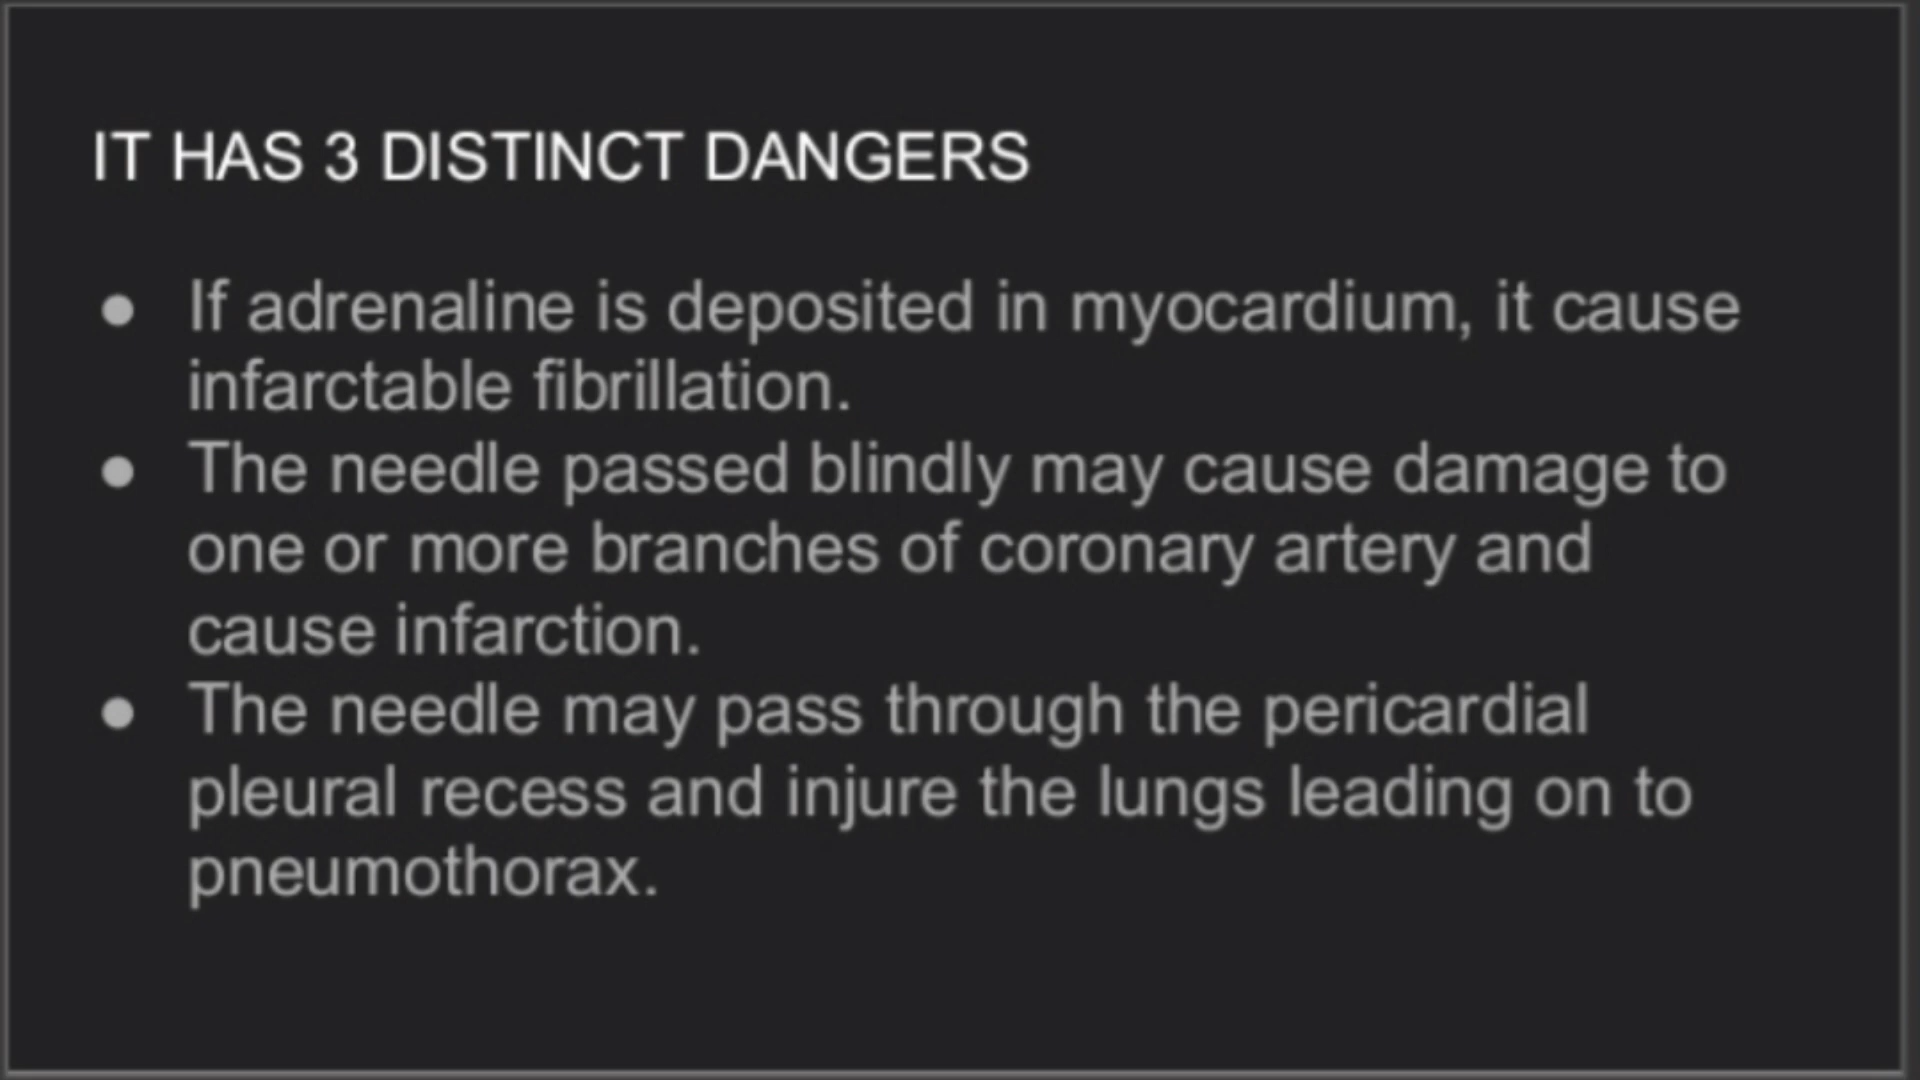 IT HAS 3 DISTINCT DANGERS
● If adrenaline is deposited in myocardium, it cause
infarctable fibrillation.
● The needle passed blindly may cause damage to
one or more branches of coronary artery and
cause infarction.
● The needle may pass through the pericardial
pleural recess and injure the lungs leading on to
pneumothorax.